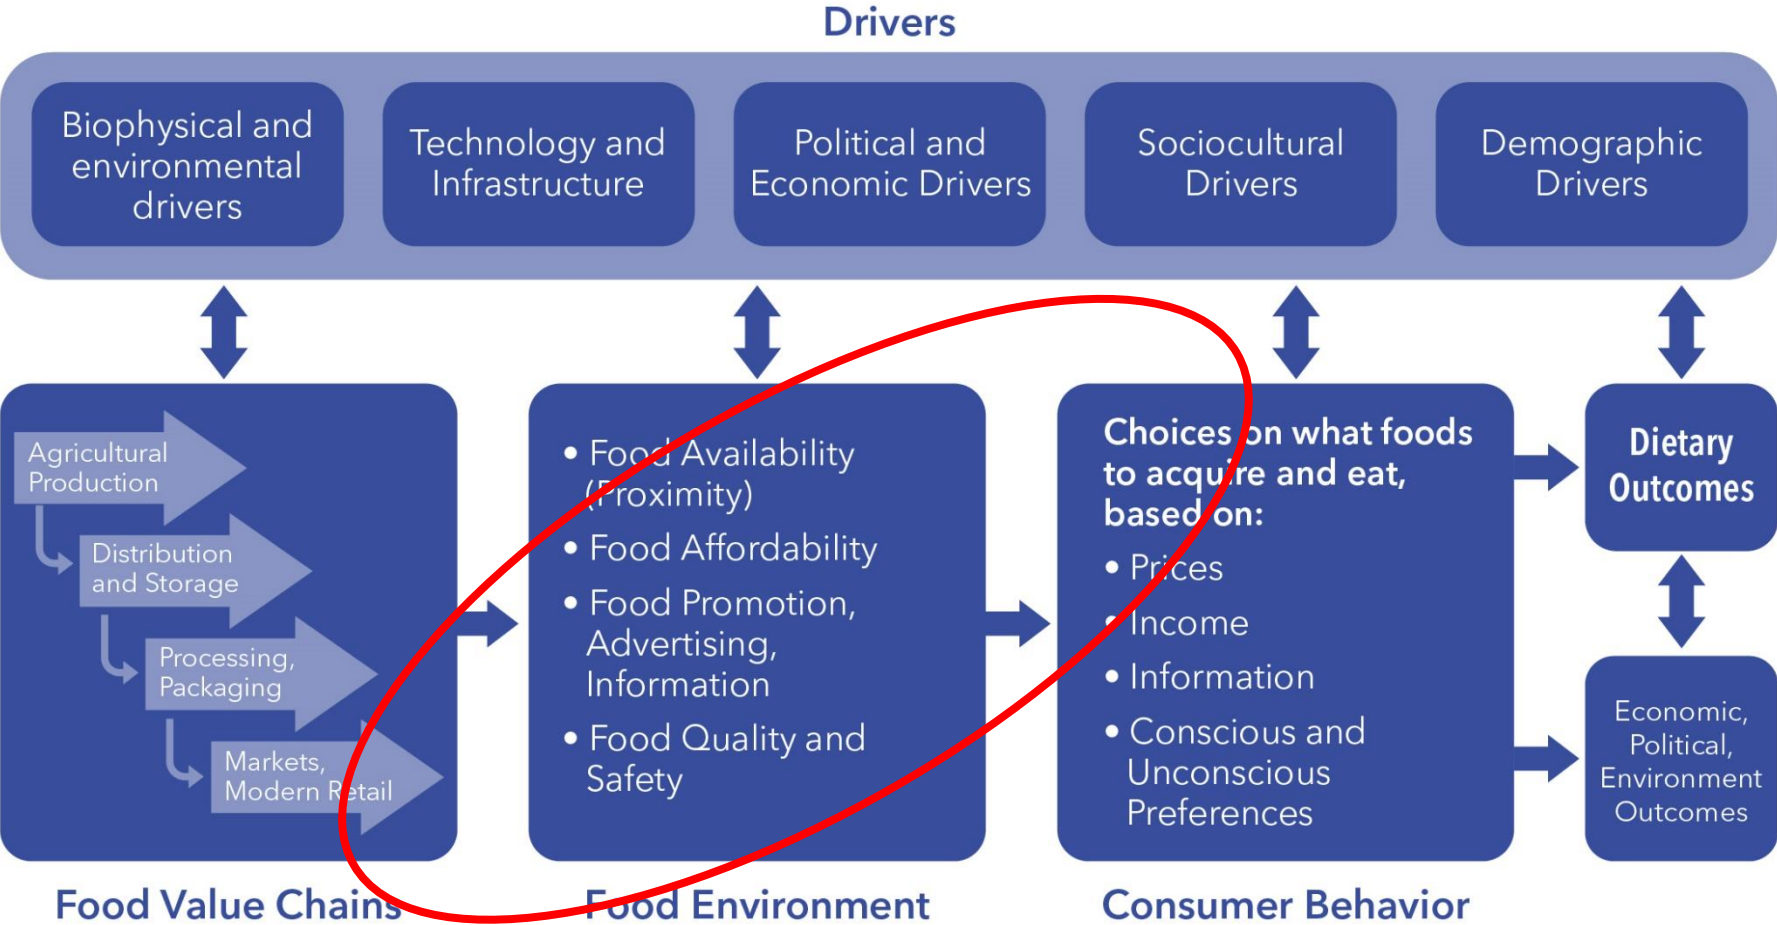 Drivers
Biophysical and
environmental
drivers
Technology and
Infrastructure
Political and
Economic Drivers
Sociocultural
Drivers
Demographic
Drivers
Agricultural
Production
Distribution
and Storage
Processing,
Packaging
Markets,
Modern Retail
Food Value Chains
• Food Availability
(Proximity)
• Food Affordability
• Food Promotion,
Advertising,
Information
• Food Quality and
Safety
Food Environment
Choices on what foods
to acquire and eat,
based on:
• Prices
• Income
• Information
• Conscious and
Unconscious
Preferences
Consumer Behavior
Dietary
Outcomes
Economic,
Political,
Environment
Outcomes